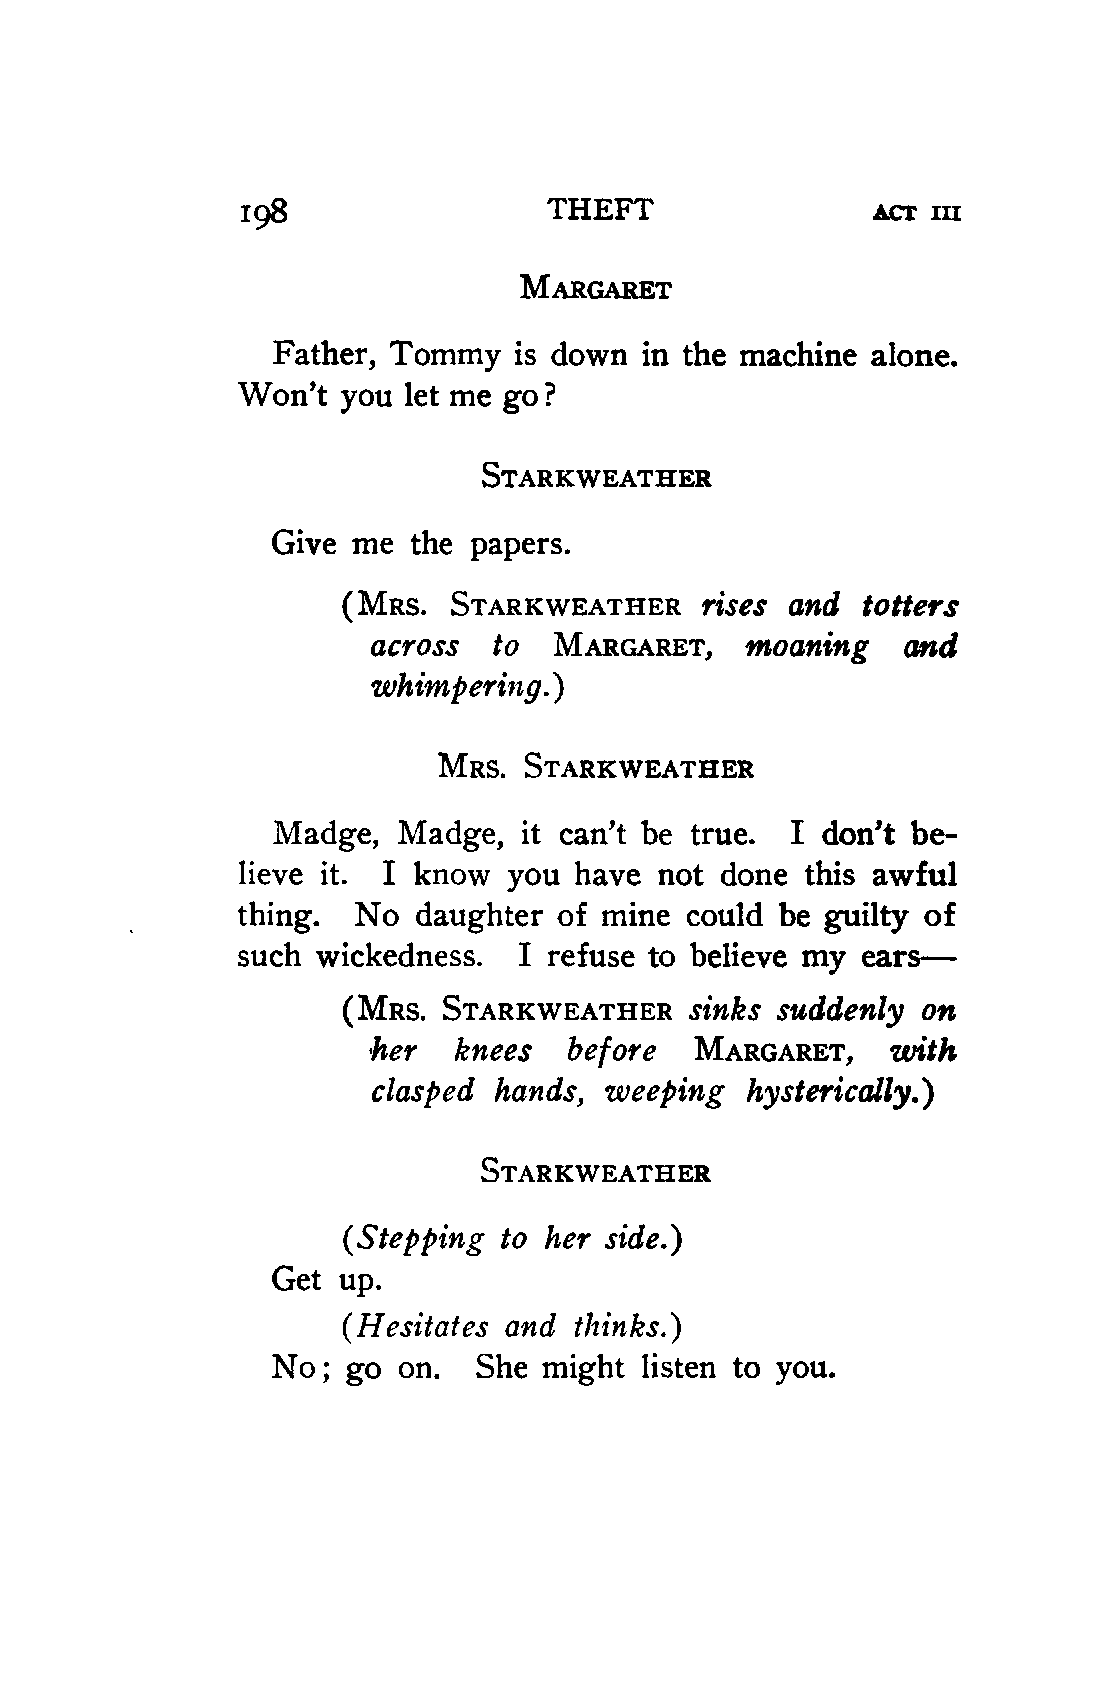 198 THEFT ACT III
MARGARET
Father, Tommy is down in the machine alone.
Won't you let me go?
STARKWEATHER
Give me the papers.
(MRS. STARKWEATHER rises and totters
across to MARGARET, moaning and
whimpering.)
MRS. STARKWEATHER
Madge, Madge, it can't be true. I don't be-
lieve it. I know you have not done this awful
thing. No daughter of mine could be guilty of
such wickedness. I refuse to believe my ears—
(MRS. STARKWEATHER sinks suddenly on
her knees before MARGARET, with
clasped hands, weeping hysterically.)
STARKWEATHER
(Stepping to her side.)
Get up.
(Hesitates and thinks.)
No; go on. She might listen to you.